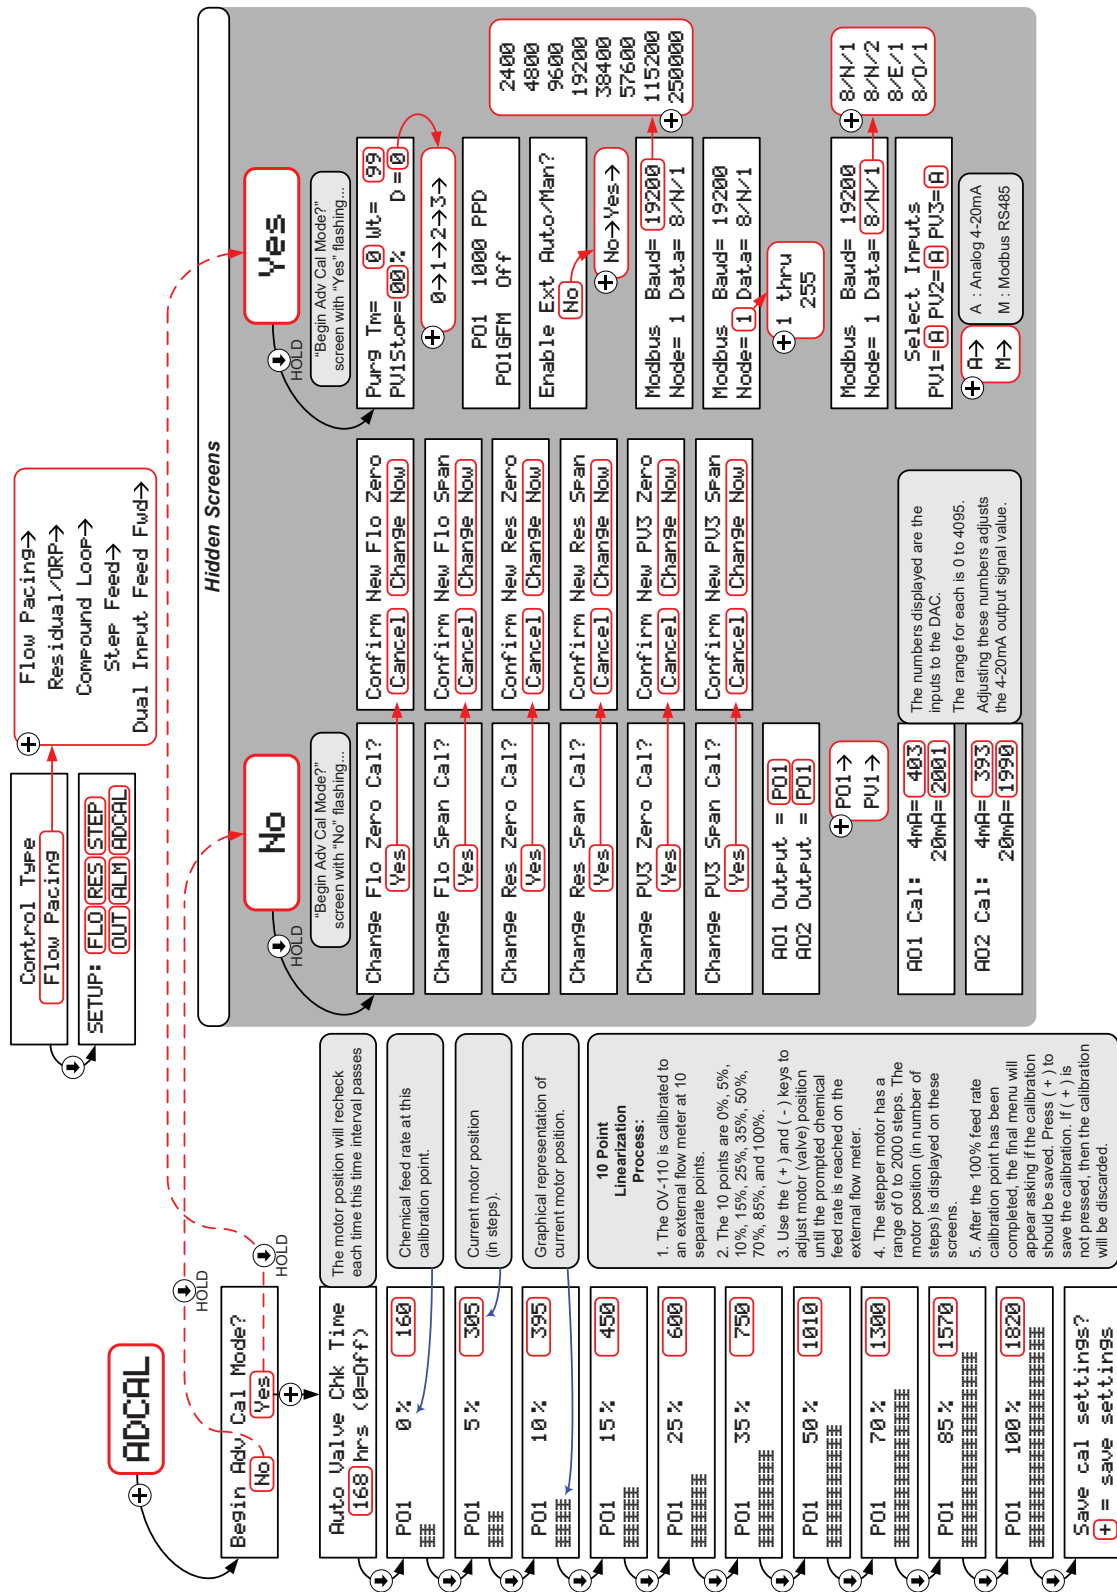 Control Type
Flow Pacing
SETUP: FLO RES STEP
OUT ALM ADCAL
Flow Pacing→
Residual/ORP→
Compound Loop→
Step Feed→
Dual Input Feed Fwd→
ADCAL
Begin Adv Cal Mode?
No Yes
HOLD
HOLD
Auto Valve Chk Time
168 hrs (0=Off)
The motor position will recheck
each time this time interval passes
PO1 0% 160
Chemical feed rate at this
calibration point.
PO1 5% 305
Current motor position
(in steps).
PO1 10% 395
Graphical representation of
current motor position.
PO1 15% 450
PO1 25% 600
PO1 35% 750
PO1 50% 1010
PO1 70% 1300
PO1 85% 1570
PO1 100% 1820
Save cal settings?
+ = save settings
10 Point
Linearization
Process:
1. The OV-110 is calibrated to
an external flow meter at 10
separate points.
2. The 10 points are 0%, 5%,
10%, 15%, 25%, 35%, 50%,
70%, 85%, and 100%.
3. Use the ( + ) and ( - ) keys to
adjust motor (valve) position
until the prompted chemical
feed rate is reached on the
external flow meter.
4. The stepper motor has a
range of 0 to 2000 steps. The
motor position (in number of
steps) is displayed on these
screens.
5. After the 100% feed rate
calibration point has been
completed, the final menu will
appear asking if the calibration
should be saved. Press ( + ) to
save the calibration. If ( + ) is
not pressed, then the calibration
will be discarded.
Hidden Screens
No
HOLD
"Begin Adv Cal Mode?"
screen with "No" flashing...
Change Flo Zero Cal?
Yes
Confirm New Flo Zero
Cancel Change Now
Change Flo Span Cal?
Yes
Confirm New Flo Span
Cancel Change Now
Change Res Zero Cal?
Yes
Confirm New Res Zero
Cancel Change Now
Change Res Span Cal?
Yes
Confirm New Res Span
Cancel Change Now
Change PV3 Zero Cal?
Yes
Confirm New PV3 Zero
Cancel Change Now
Change PV3 Span Cal?
Yes
Confirm New PV3 Span
Cancel Change Now
AO1 Output = PO1
AO2 Output = PO1
+ PO1→
PV1→
AO1 Cal: 4mA= 403
20mA=2001
AO2 Cal: 4mA= 393
20mA=1990
The numbers displayed are the
inputs to the DAC.
The range for each is 0 to 4095.
Adjusting these numbers adjusts
the 4-20mA output signal value.
Yes
HOLD
"Begin Adv Cal Mode?"
screen with "Yes" flashing...
Purg Tm= 0 Wt= 99
PV1Stop=00% D=0
+ 0→1→2→3→
PO1 1000 PPD
PO1GFM Off
Enable Ext Auto/Man?
No
+ No→Yes→
Modbus Baud= 19200
Node= 1 Data= 8/N/1
2400
4800
9600
19200
38400
57600
115200
+ 250000
Modbus Baud= 19200
Node= 1 Data= 8/N/1
+ 1 thru
255
Modbus Baud= 19200
Node= 1 Data= 8/N/1
+ 8/N/1
8/N/2
8/E/1
8/O/1
Select Inputs
PV1=A PV2=A PV3=A
+ A→
M→
A : Analog 4-20mA
M : Modbus RS485